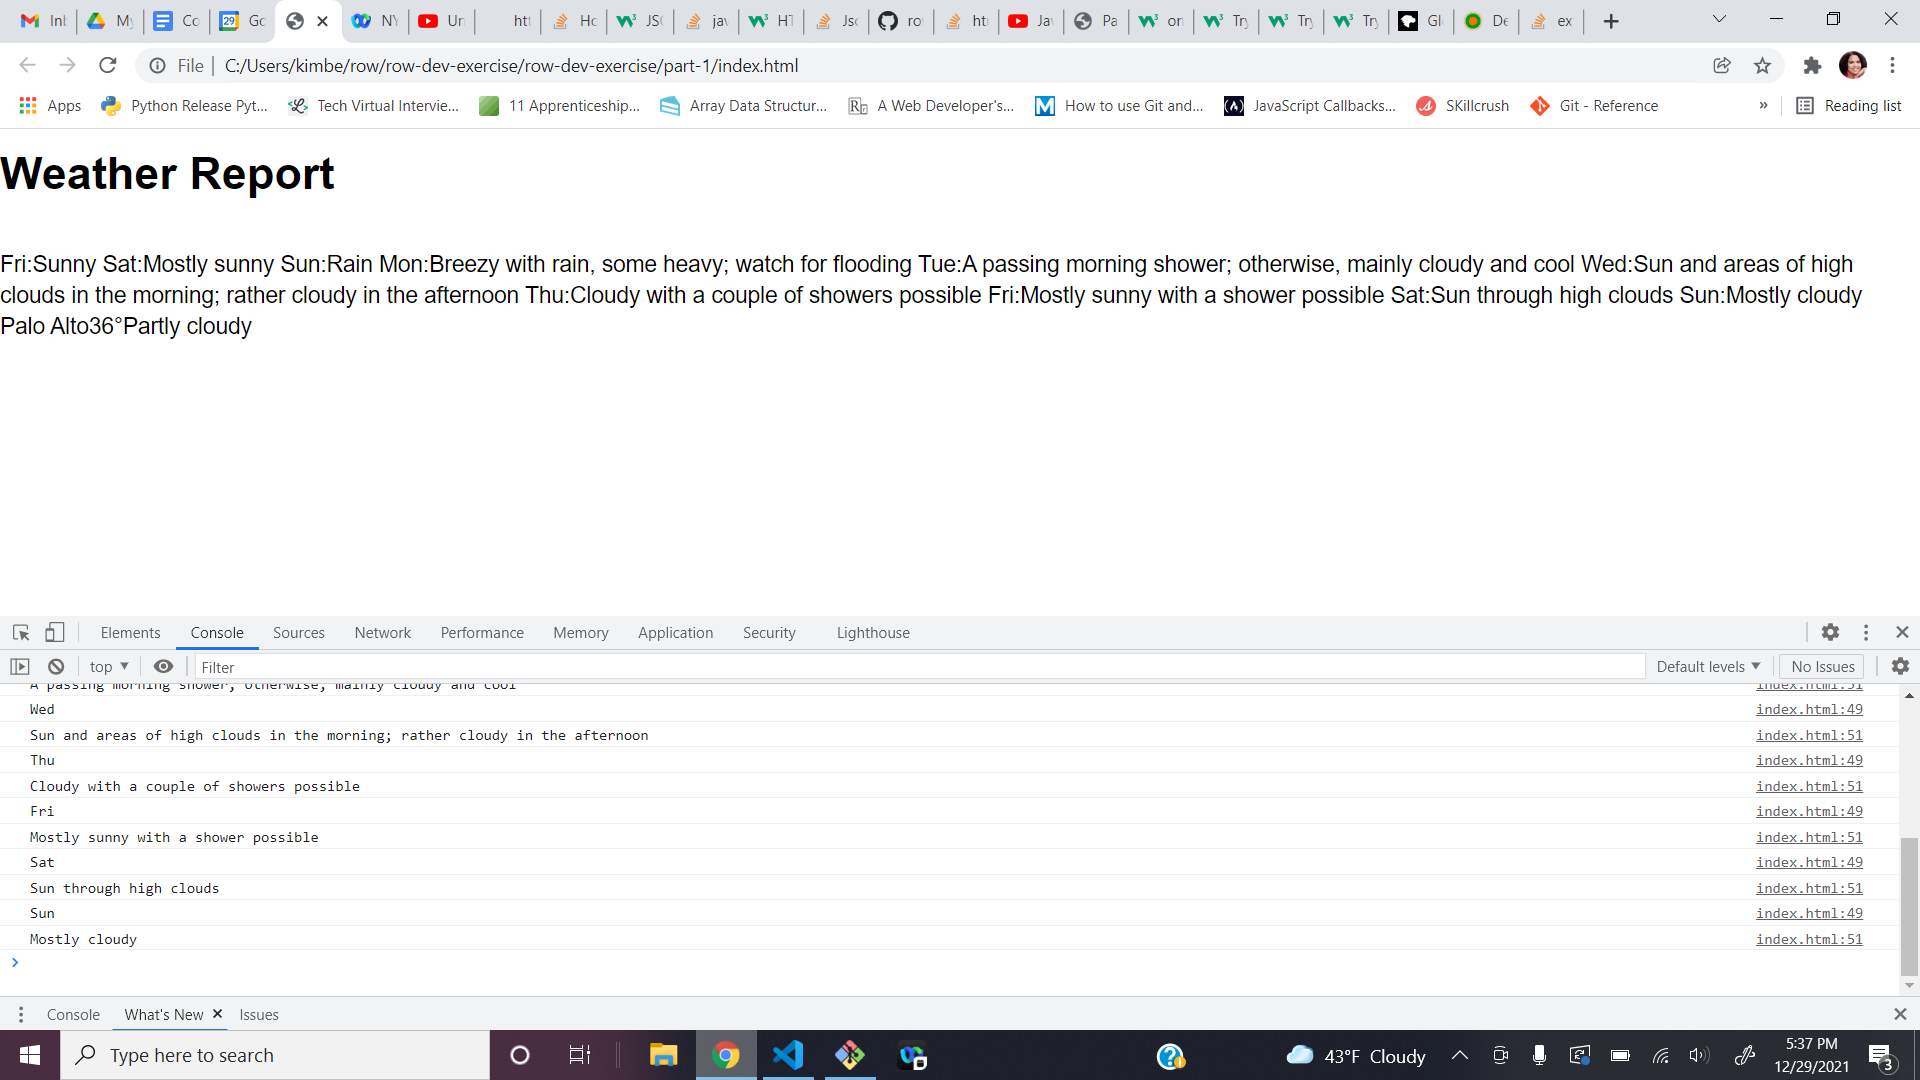 Inb My Co 29 Go NY Un htt Ho JSO jav HT Jso ro htr Jav Pa on Try Try Try Gl De ex
File C:/Users/kimbe/row/row-dev-exercise/row-dev-exercise/part-1/index.html
Apps Python Release Pyt... Tech Virtual Intervie... 11 Apprenticeship... Array Data Structur... A Web Developer's... How to use Git and... JavaScript Callbacks... SKillcrush Git - Reference » Reading list
Weather Report
Fri:Sunny Sat:Mostly sunny Sun:Rain Mon:Breezy with rain, some heavy; watch for flooding Tue:A passing morning shower; otherwise, mainly cloudy and cool Wed:Sun and areas of high
clouds in the morning; rather cloudy in the afternoon Thu:Cloudy with a couple of showers possible Fri:Mostly sunny with a shower possible Sat:Sun through high clouds Sun:Mostly cloudy
Palo Alto36°Partly cloudy
Elements Console Sources Network Performance Memory Application Security Lighthouse
top Filter Default levels No Issues
A passing morning shower; otherwise, mainly cloudy and cool index.html:51
Wed index.html:49
Sun and areas of high clouds in the morning; rather cloudy in the afternoon index.html:51
Thu index.html:49
Cloudy with a couple of showers possible index.html:51
Fri index.html:49
Mostly sunny with a shower possible index.html:51
Sat index.html:49
Sun through high clouds index.html:51
Sun index.html:49
Mostly cloudy index.html:51
Console What's New Issues
Type here to search 43°F Cloudy 5:37 PM
12/29/2021 3